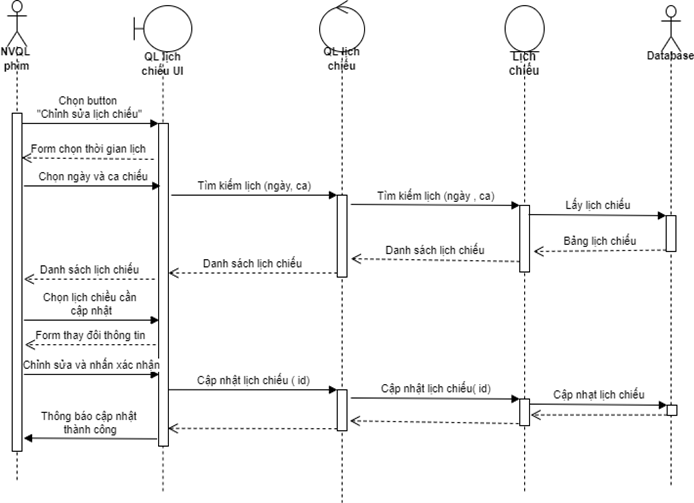 NVQL
phim
QL lịch
chiếu UI
QL lịch
chiếu
Lịch
chiếu
Database
Chọn button
"Chỉnh sửa lịch chiếu"
Form chọn thời gian lịch
Chọn ngày và ca chiếu
Tìm kiếm lịch (ngày, ca)
Tìm kiếm lịch (ngày , ca)
Lấy lịch chiếu
Bảng lịch chiếu
Danh sách lịch chiếu
Danh sách lịch chiếu
Danh sách lịch chiếu
Chọn lịch chiều cần
cập nhật
Form thay đổi thông tin
Chỉnh sửa và nhấn xác nhận
Cập nhật lịch chiếu ( id)
Cập nhật lịch chiếu( id)
Cập nhạt lịch chiếu
Thông báo cập nhật
thành công